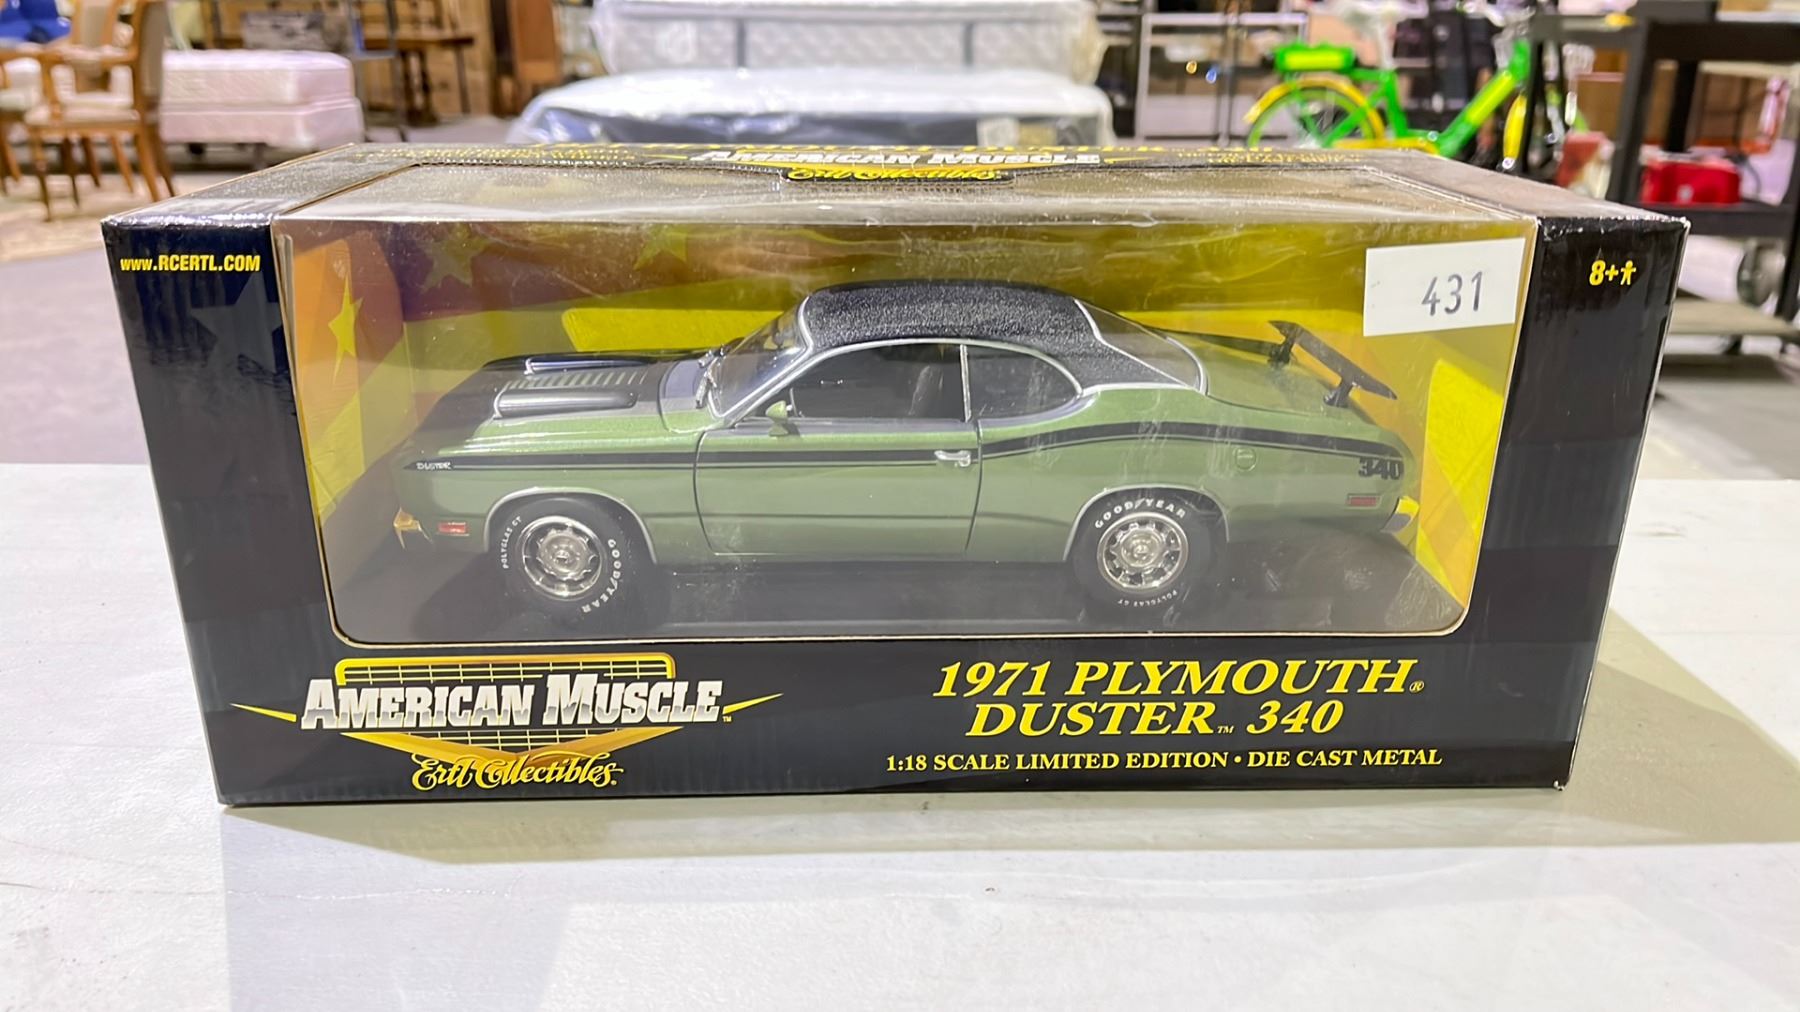 AMERICAN MUSCLE
Ertl Collectibles
www.RCERTL.COM
431
8+
DUSTER
340
GOODYEAR
POLYGLAS GT
GOODYEAR
POLYGLAS GT
AMERICAN MUSCLE™
Ertl Collectibles
1971 PLYMOUTH®
DUSTER™ 340
1:18 SCALE LIMITED EDITION • DIE CAST METAL